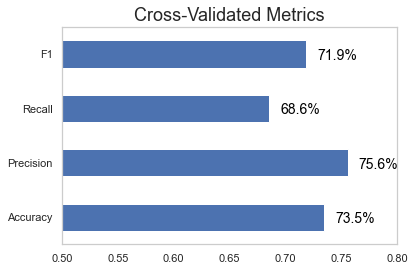 Cross-Validated Metrics
F1
71.9%
Recall
68.6%
Precision
75.6%
Accuracy
73.5%
0.50 0.55 0.60 0.65 0.70 0.75 0.80